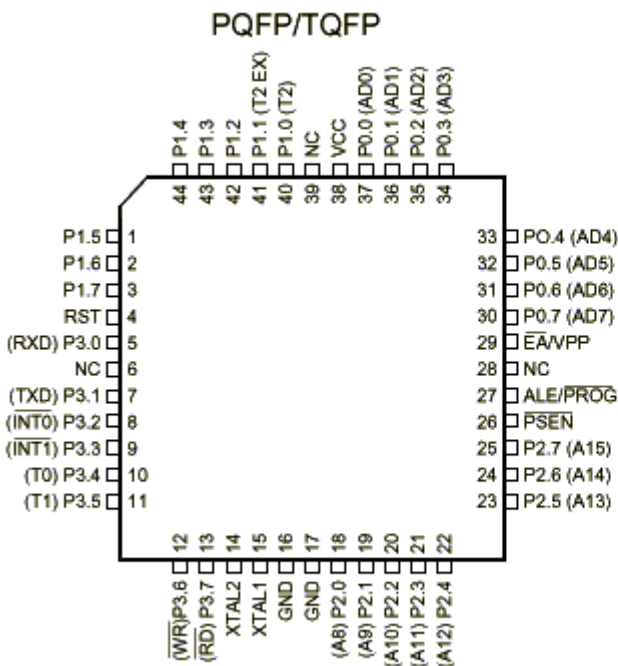 PQFP/TQFP
P1.4
P1.3
P1.2
P1.1 (T2 EX)
P1.0 (T2)
NC
VCC
P0.0 (AD0)
P0.1 (AD1)
P0.2 (AD2)
P0.3 (AD3)
44
43
42
41
40
39
38
37
36
35
34
P1.5 1
P1.6 2
P1.7 3
RST 4
(RXD) P3.0 5
NC 6
(TXD) P3.1 7
(INT0) P3.2 8
(INT1) P3.3 9
(T0) P3.4 10
(T1) P3.5 11
33 PO.4 (AD4)
32 P0.5 (AD5)
31 P0.6 (AD6)
30 P0.7 (AD7)
29 EA/VPP
28 NC
27 ALE/PROG
26 PSEN
25 P2.7 (A15)
24 P2.6 (A14)
23 P2.5 (A13)
12
13
14
15
16
17
18
19
20
21
22
(WR)P3.6
(RD) P3.7
XTAL2
XTAL1
GND
GND
(A8) P2.0
(A9) P2.1
(A10) P2.2
(A11) P2.3
(A12) P2.4